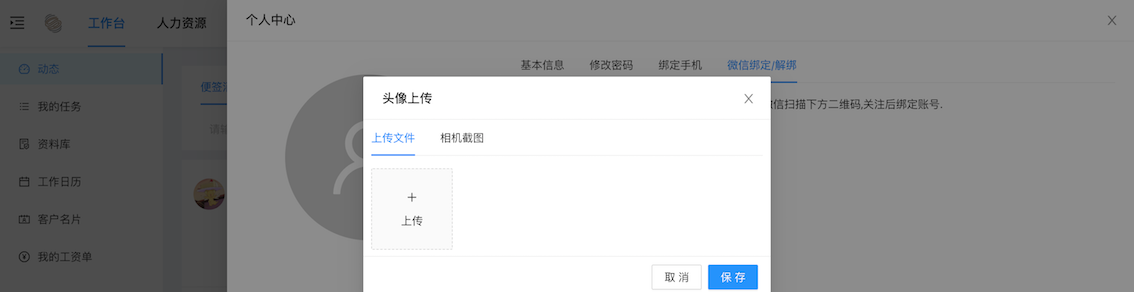 个人中心
工作台 人力资源
基本信息 修改密码 绑定手机 微信绑定/解绑
动态
便签
头像上传
信扫描下方二维码,关注后绑定账号.
我的任务
请输
上传文件 相机截图
资料库
工作日历
+
上传
客户名片
我的工资单
取 消 保 存